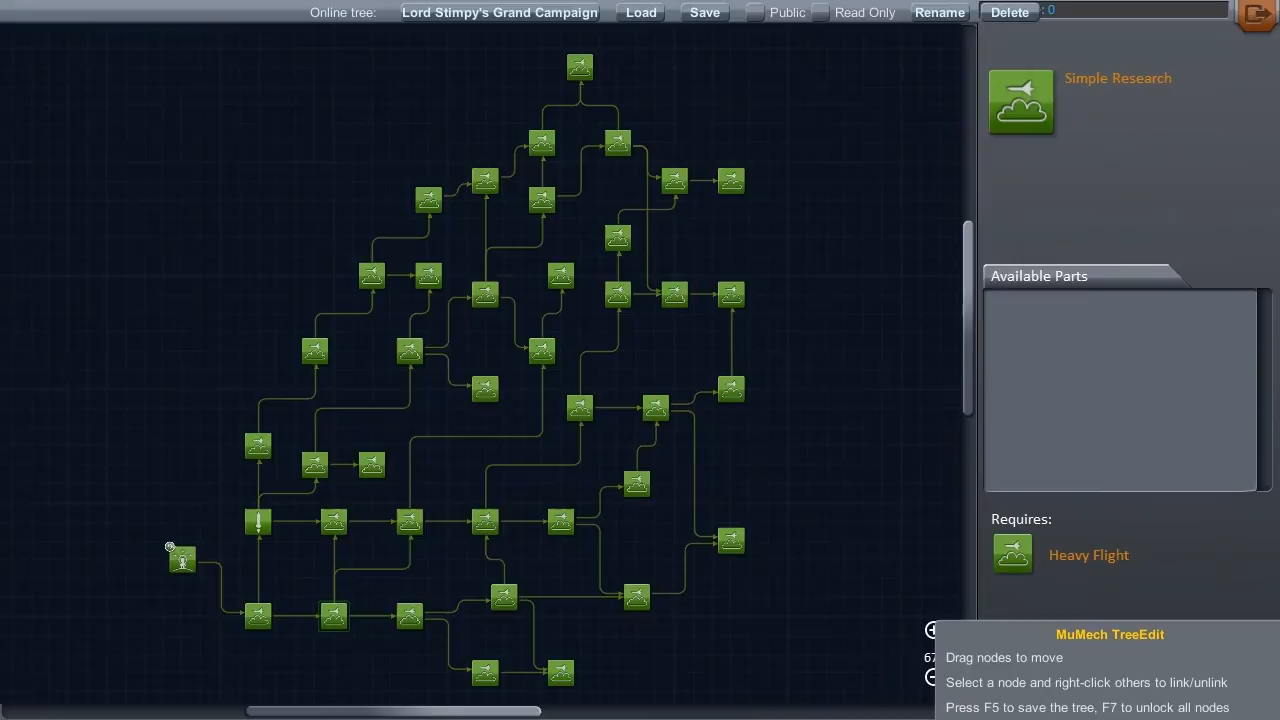 Online tree: Lord Stimpy's Grand Campaign Load Save Public Read Only Rename Delete : 0
Simple Research
Available Parts
Requires:
Heavy Flight
67
MuMech TreeEdit
Drag nodes to move
Select a node and right-click others to link/unlink
Press F5 to save the tree, F7 to unlock all nodes